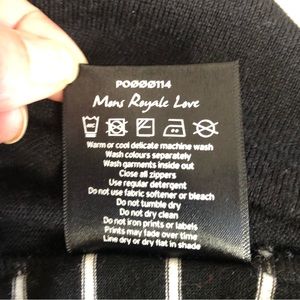 POØØØ114
Mons Royale Love
Warm or cool delicate machine wash
Wash colours separately
Wash garments inside out
Close all zippers
Use regular detergent
Do not use fabric softener or bleach
Do not tumble dry
Do not dry clean
Do not iron prints or labels
Prints may fade over time
Line dry or dry flat in shade